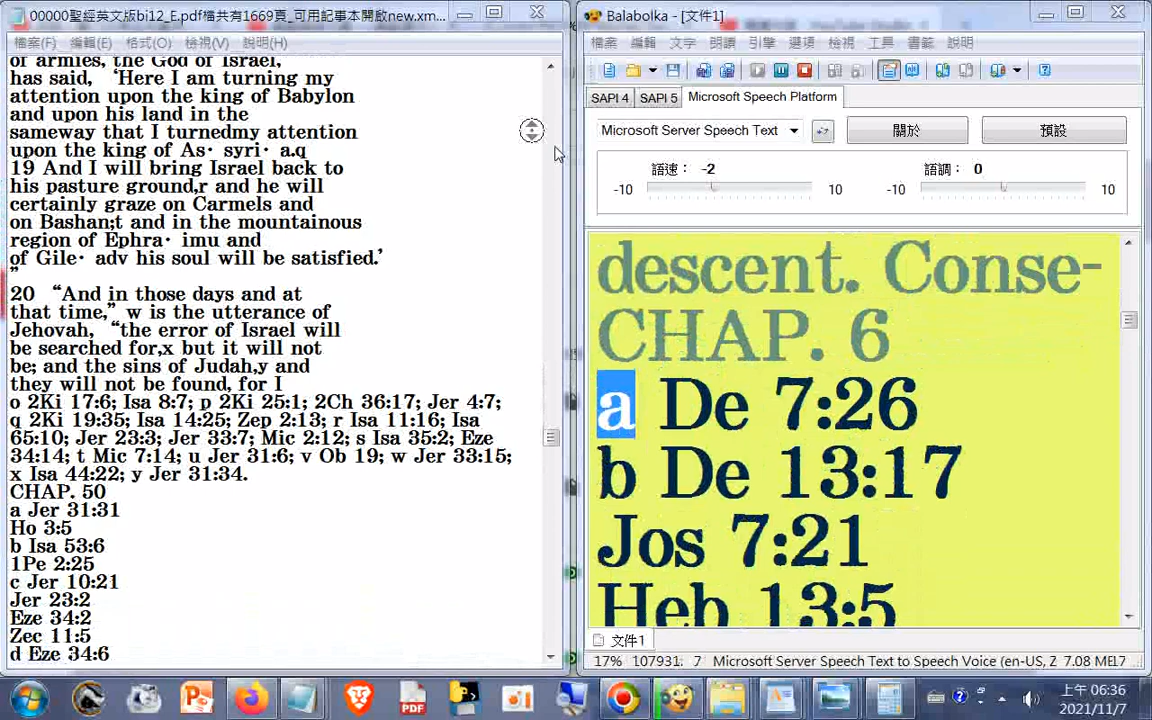 00000聖經英文版bi12_E.pdf檔共有1669頁_可用記事本開啟new.xm...
檔案(F) 編輯(E) 格式(O) 檢視(V) 說明(H)
of armies, the God of Israel,
has said, ‘Here I am turning my
attention upon the king of Babylon
and upon his land in the
sameway that I turnedmy attention
upon the king of As· syri· a.q
19 And I will bring Israel back to
his pasture ground,r and he will
certainly graze on Carmels and
on Bashan;t and in the mountainous
region of Ephra· imu and
of Gile· adv his soul will be satisfied.’
”
20 “And in those days and at
that time,” w is the utterance of
Jehovah, “the error of Israel will
be searched for,x but it will not
be; and the sins of Judah,y and
they will not be found, for I
o 2Ki 17:6; Isa 8:7; p 2Ki 25:1; 2Ch 36:17; Jer 4:7;
q 2Ki 19:35; Isa 14:25; Zep 2:13; r Isa 11:16; Isa
65:10; Jer 23:3; Jer 33:7; Mic 2:12; s Isa 35:2; Eze
34:14; t Mic 7:14; u Jer 31:6; v Ob 19; w Jer 33:15;
x Isa 44:22; y Jer 31:34.
CHAP. 50
a Jer 31:31
Ho 3:5
b Isa 53:6
1Pe 2:25
c Jer 10:21
Jer 23:2
Eze 34:2
Zec 11:5
d Eze 34:6
Balabolka - [文件1]
檔案 編輯 文字 朗讀 引擎 選項 檢視 工具 書籤 說明
SAPI 4 SAPI 5 Microsoft Speech Platform
Microsoft Server Speech Text 關於 預設
語速: -2 語調: 0
-10 10 -10 10
descent. Conse-
CHAP. 6
a De 7:26
b De 13:17
Jos 7:21
Heb 13:5
文件1
17% 107931. 7 Microsoft Server Speech Text to Speech Voice (en-US, Z 7.08 ME17
PDF
上午 06:36
2021/11/7